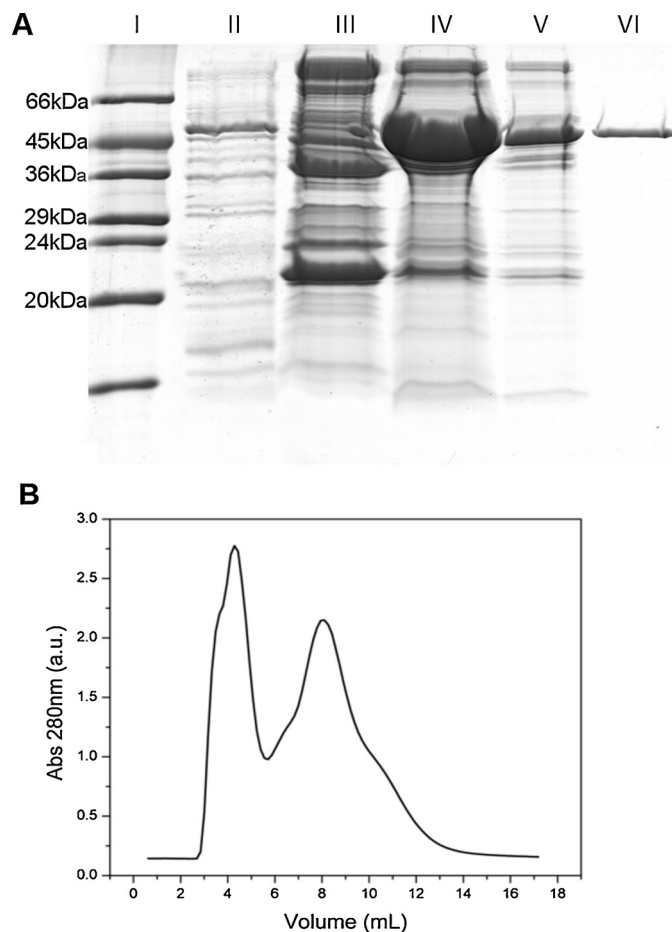 A
I II III IV V VI
66kDa
45kDa
36kDa
29kDa
24kDa
20kDa
B
3.0
2.5
2.0
1.5
1.0
0.5
0.0
Abs 280nm (a.u.)
0 2 4 6 8 10 12 14 16 18
Volume (mL)